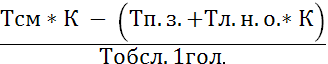 Тсм * К − (Тп. з. +Тл. н. о.* К)
Тобсл. 1гол.